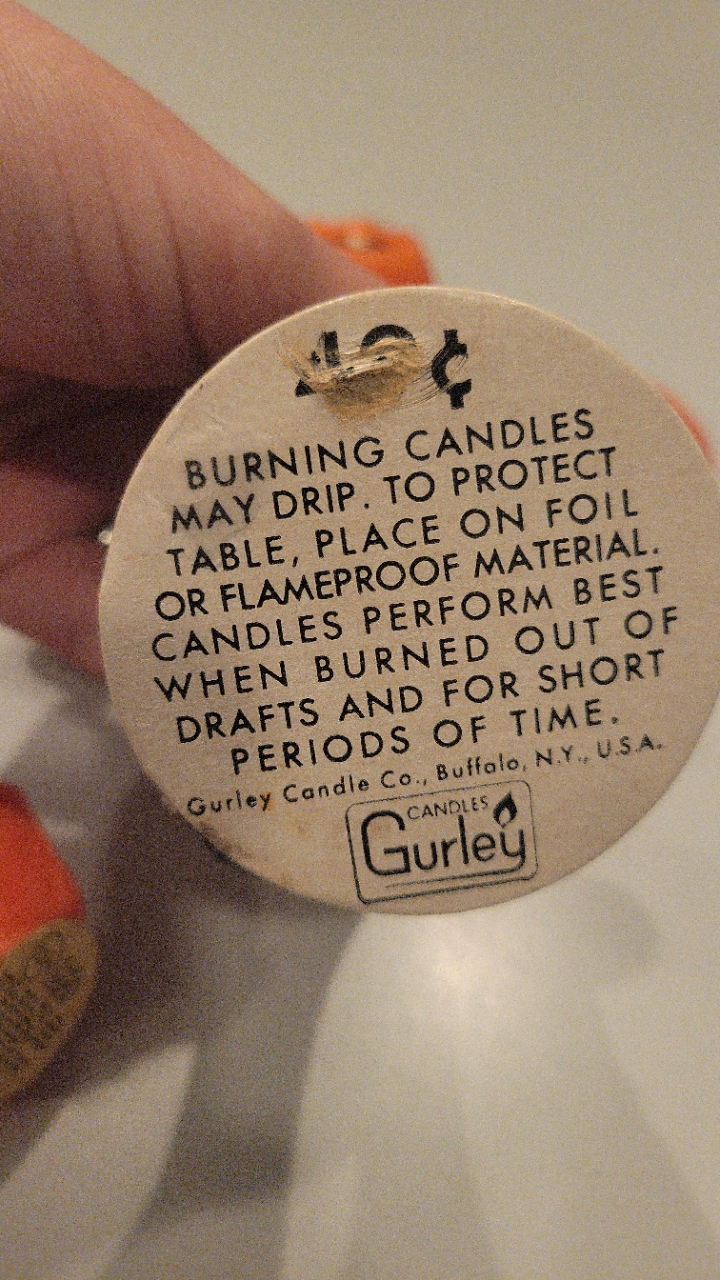 ¢
BURNING CANDLES
MAY DRIP. TO PROTECT
TABLE, PLACE ON FOIL
OR FLAMEPROOF MATERIAL.
CANDLES PERFORM BEST
WHEN BURNED OUT OF
DRAFTS AND FOR SHORT
PERIODS OF TIME.
Gurley Candle Co., Buffalo, N.Y., U.S.A.
CANDLES
Gurley